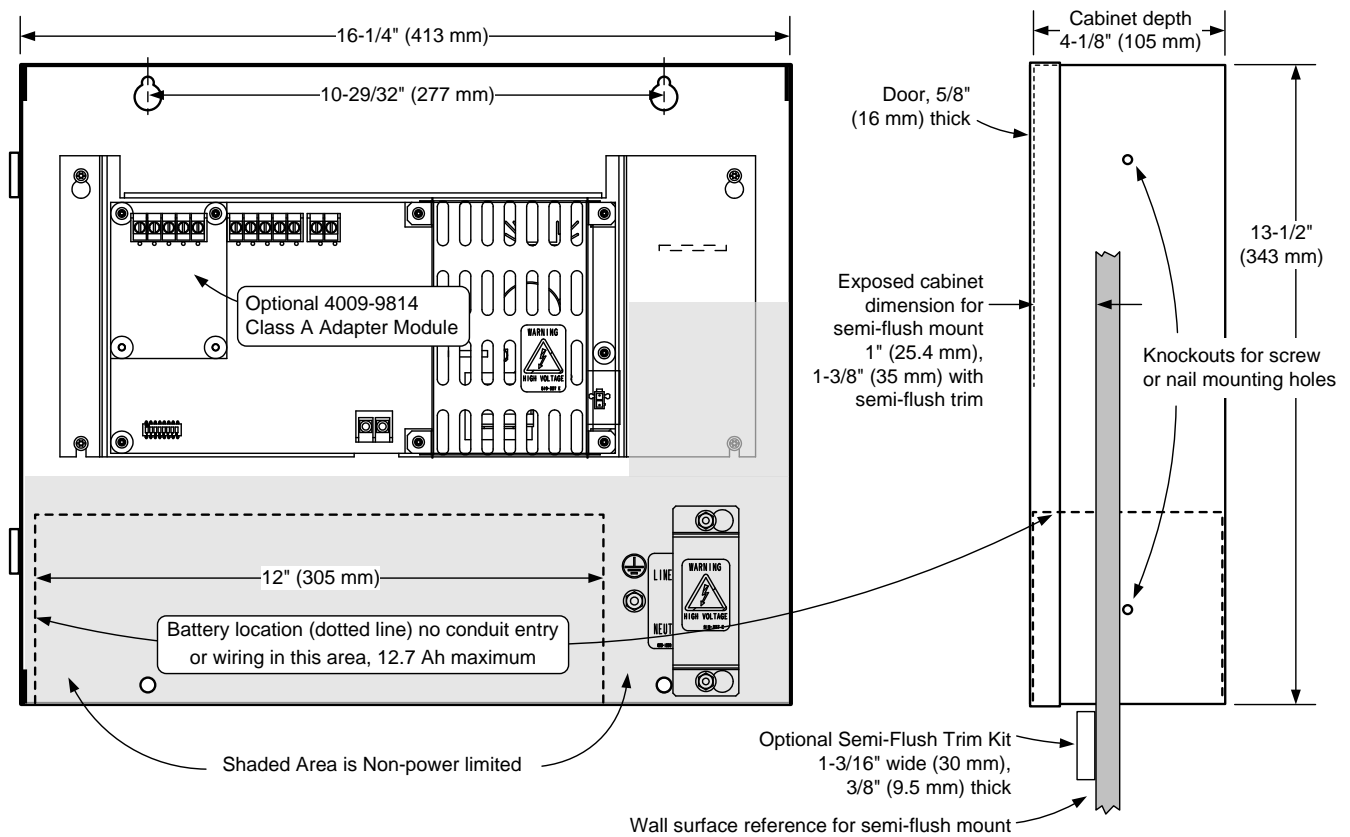 16-1/4" (413 mm)
Cabinet depth
4-1/8" (105 mm)
10-29/32" (277 mm)
Door, 5/8"
(16 mm) thick
13-1/2"
(343 mm)
Optional 4009-9814
Class A Adapter Module
Exposed cabinet
dimension for
semi-flush mount
1" (25.4 mm),
1-3/8" (35 mm) with
semi-flush trim
WARNING
HIGH VOLTAGE
Knockouts for screw
or nail mounting holes
12" (305 mm)
LINE
NEUT
WARNING
HIGH VOLTAGE
Battery location (dotted line) no conduit entry
or wiring in this area, 12.7 Ah maximum
Shaded Area is Non-power limited
Optional Semi-Flush Trim Kit
1-3/16" wide (30 mm),
3/8" (9.5 mm) thick
Wall surface reference for semi-flush mount